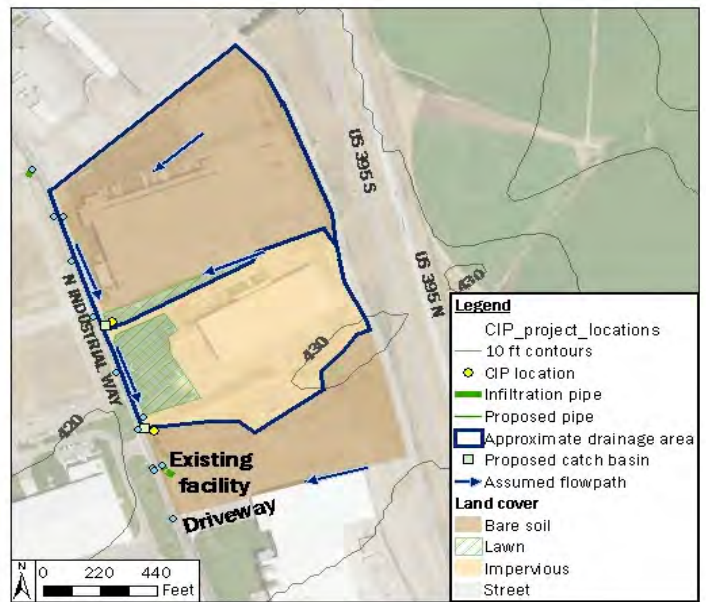 US 395 S
US 395 N
N INDUSTRIAL WAY
430
430
420
Existing
facility
Driveway
N
0 220 440
Feet
Legend
CIP_project_locations
10 ft contours
CIP location
Infiltration pipe
Proposed pipe
Approximate drainage area
Proposed catch basin
Assumed flowpath
Land cover
Bare soil
Lawn
Impervious
Street